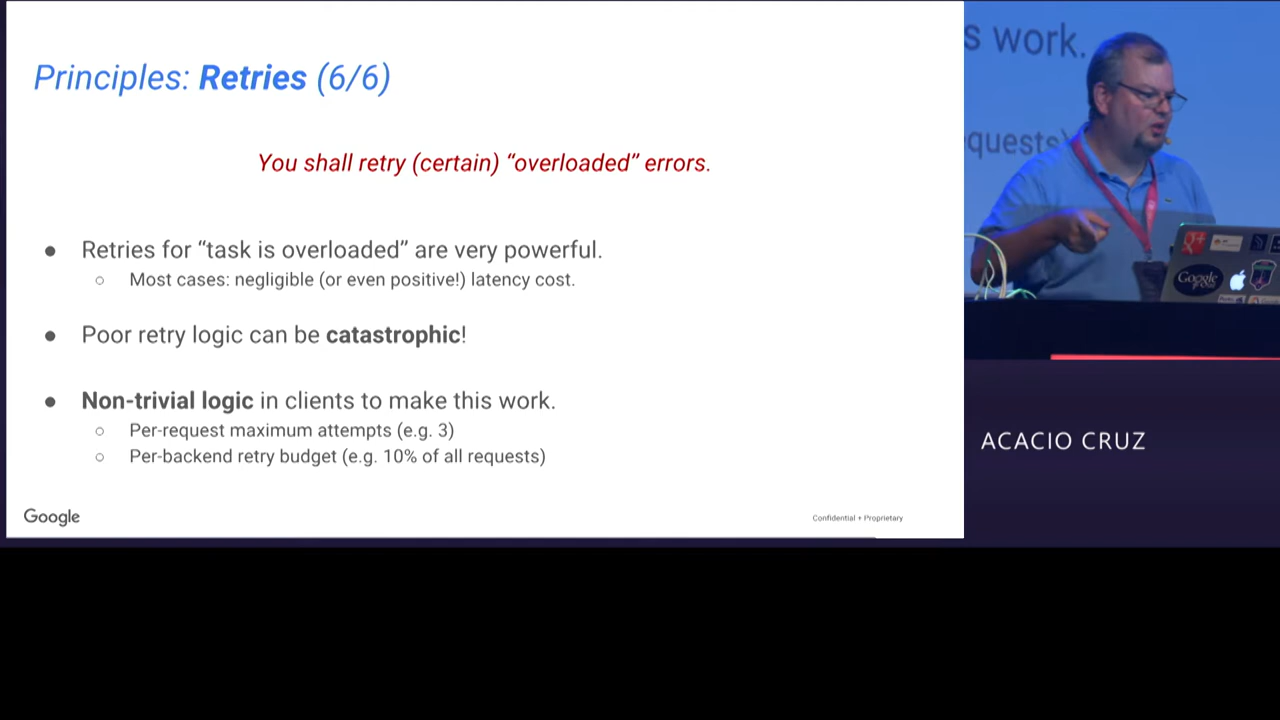 Principles: Retries (6/6)
You shall retry (certain) “overloaded” errors.
● Retries for “task is overloaded” are very powerful.
○ Most cases: negligible (or even positive!) latency cost.
● Poor retry logic can be catastrophic!
● Non-trivial logic in clients to make this work.
○ Per-request maximum attempts (e.g. 3)
○ Per-backend retry budget (e.g. 10% of all requests)
Google
Confidential + Proprietary
s work.
quests)
g+
Google
ACACIO CRUZ